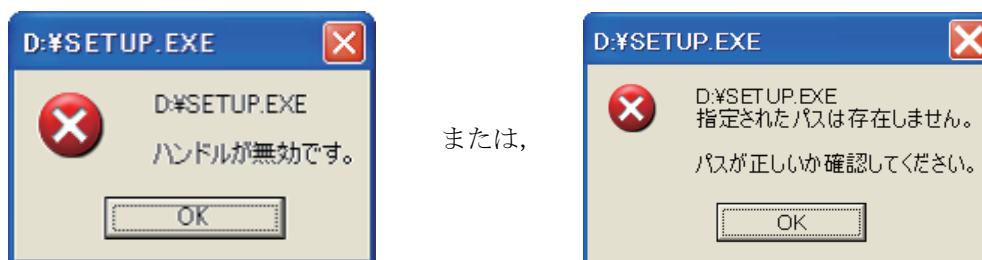 D:¥SETUP.EXE
D:¥SETUP.EXE
ハンドルが無効です。
OK
または,
D:¥SETUP.EXE
D:¥SETUP.EXE
指定されたパスは存在しません。
パスが正しいか確認してください。
OK